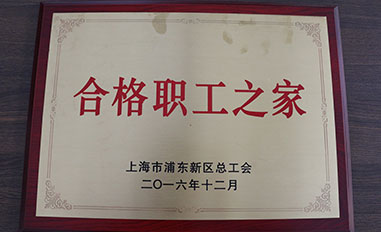 合格职工之家
上海市浦东新区总工会
二〇一六年十二月